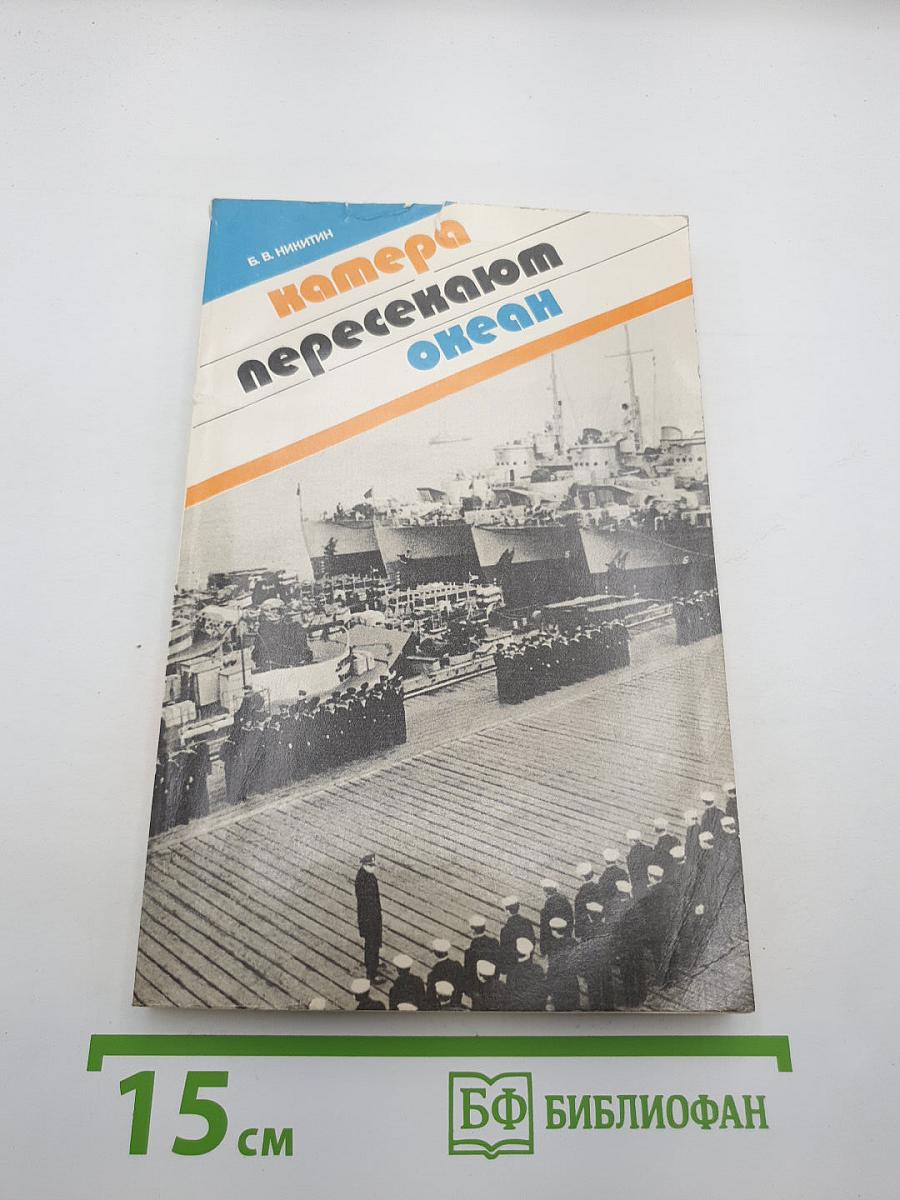 Б. В. НИКИТИН
катера
пересекают
океан
15 см
БФ БИБЛИОФАН